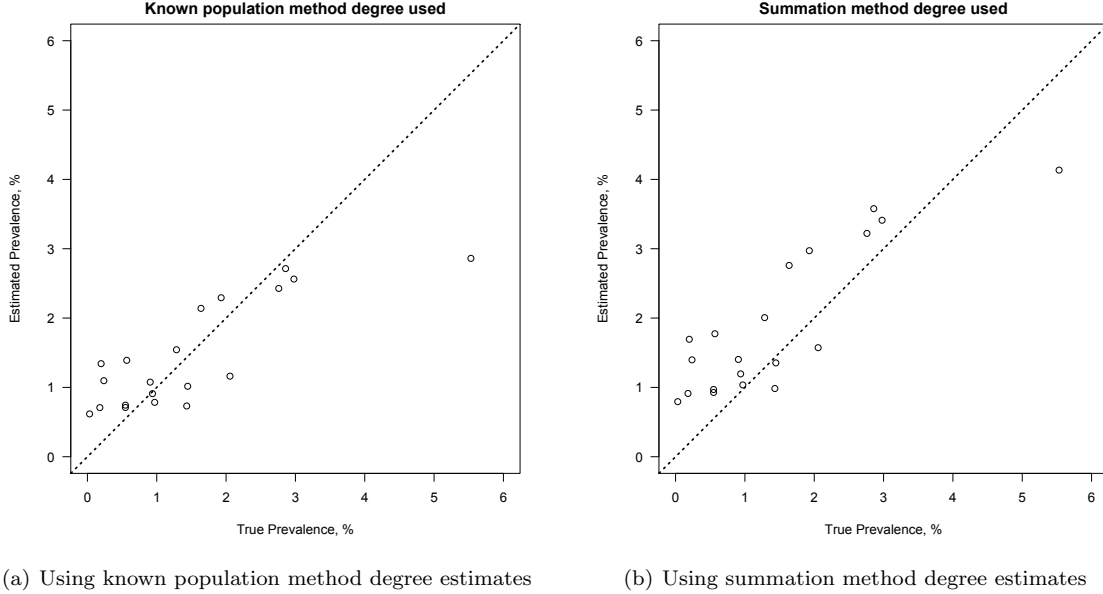 Known population method degree used
Estimated Prevalence, %
6
5
4
3
2
1
0
0 1 2 3 4 5 6
True Prevalence, %
(a) Using known population method degree estimates
Summation method degree used
Estimated Prevalence, %
6
5
4
3
2
1
0
0 1 2 3 4 5 6
True Prevalence, %
(b) Using summation method degree estimates